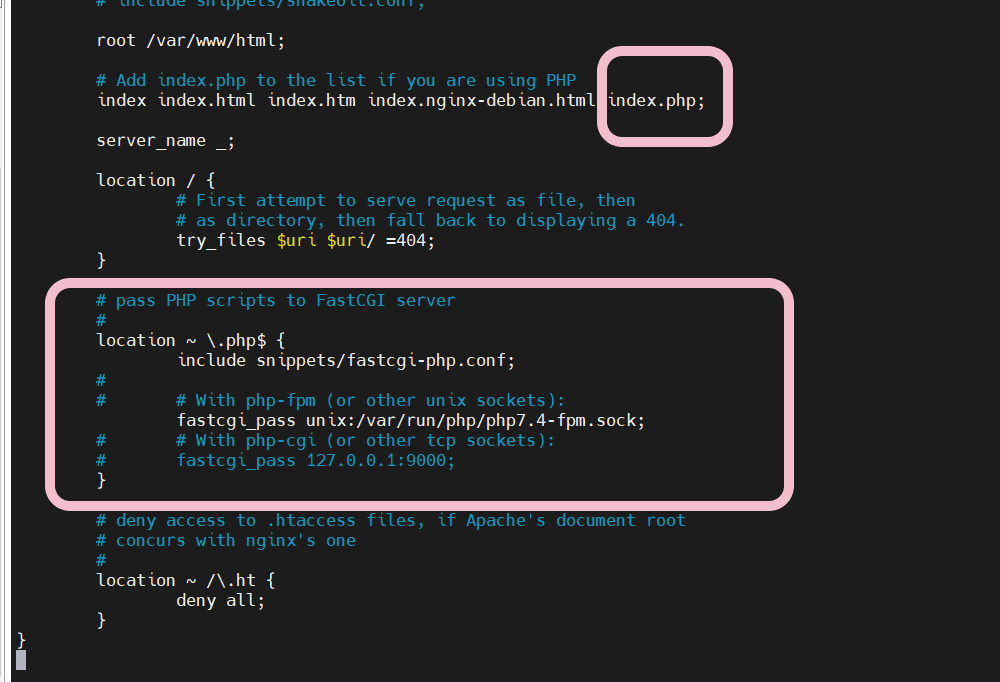 # include snippets/snakeoil.conf;
root /var/www/html;
# Add index.php to the list if you are using PHP
index index.html index.htm index.nginx-debian.html index.php;
server_name _;
location / {
# First attempt to serve request as file, then
# as directory, then fall back to displaying a 404.
try_files $uri $uri/ =404;
}
# pass PHP scripts to FastCGI server
#
location ~ \.php$ {
include snippets/fastcgi-php.conf;
#
# # With php-fpm (or other unix sockets):
fastcgi_pass unix:/var/run/php/php7.4-fpm.sock;
# # With php-cgi (or other tcp sockets):
# fastcgi_pass 127.0.0.1:9000;
}
# deny access to .htaccess files, if Apache's document root
# concurs with nginx's one
#
location ~ /\.ht {
deny all;
}
}